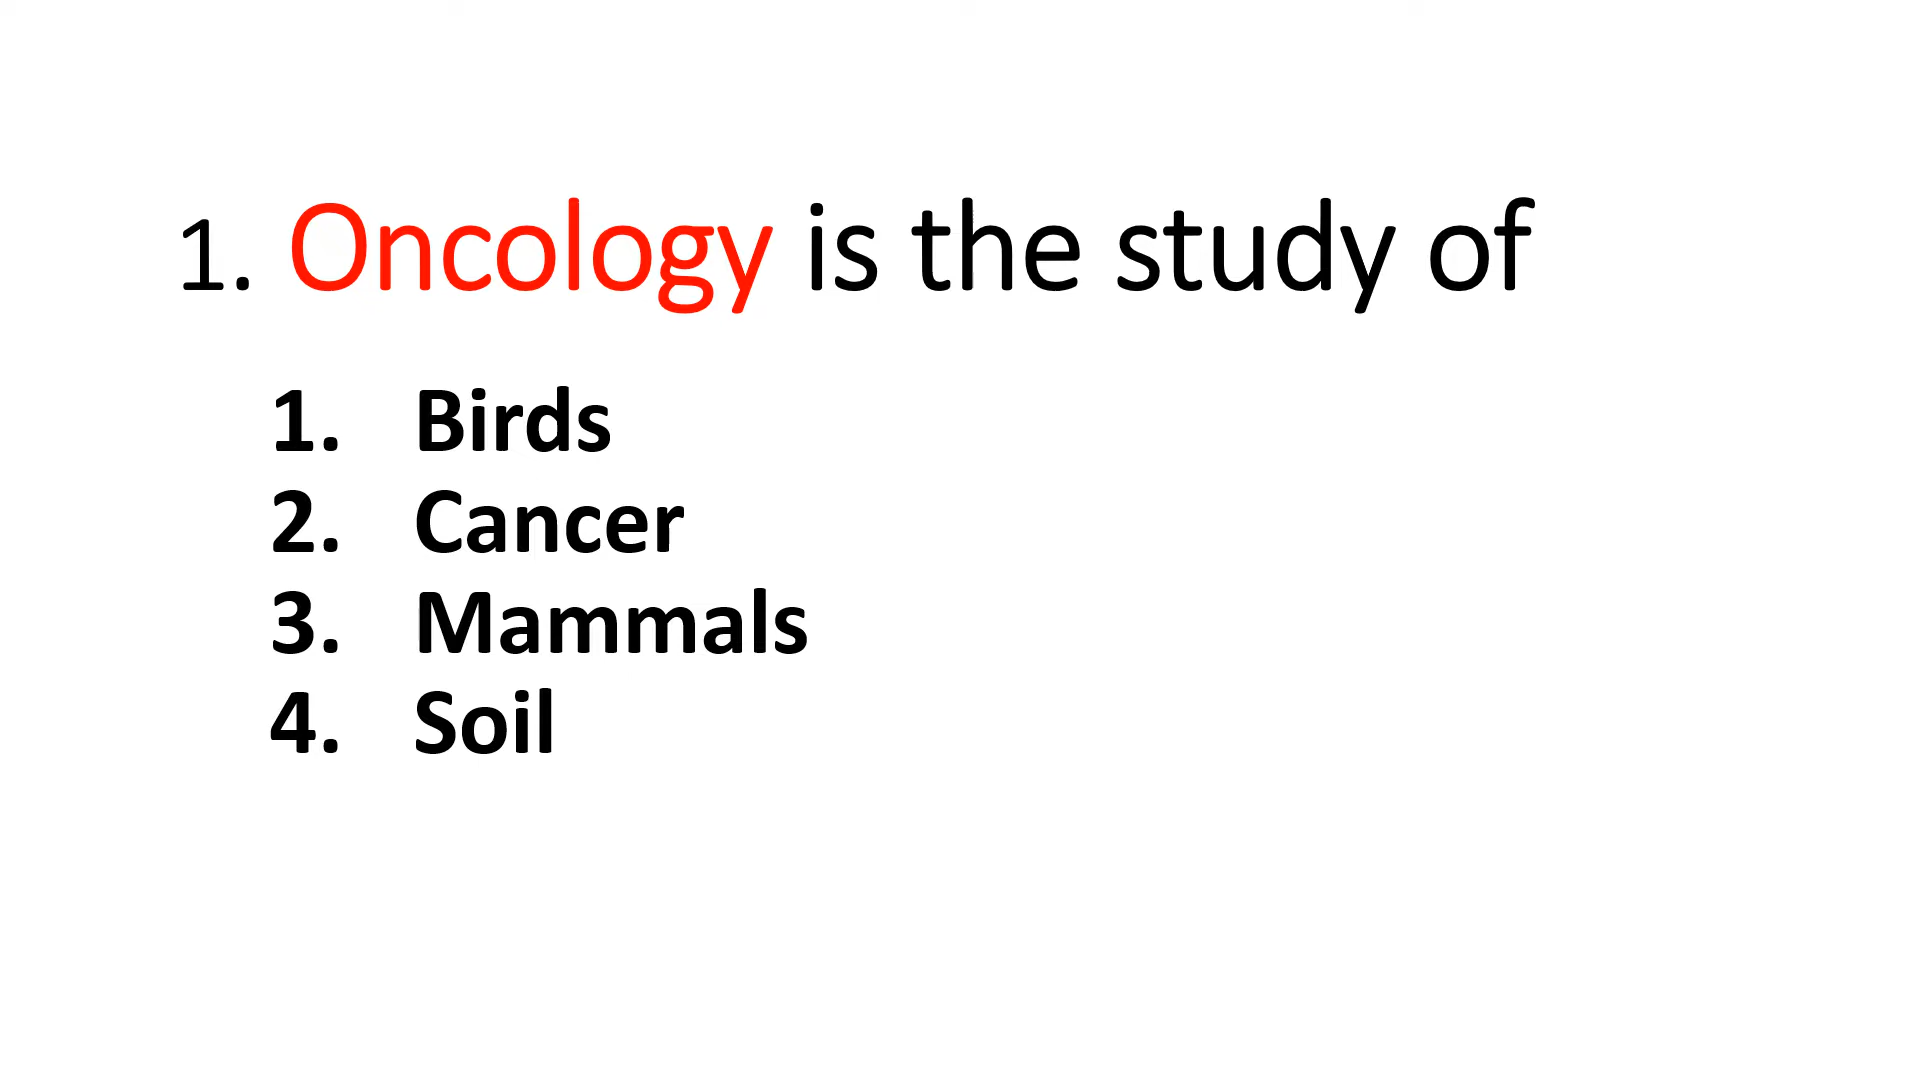 1. Oncology is the study of
1. Birds
2. Cancer
3. Mammals
4. Soil